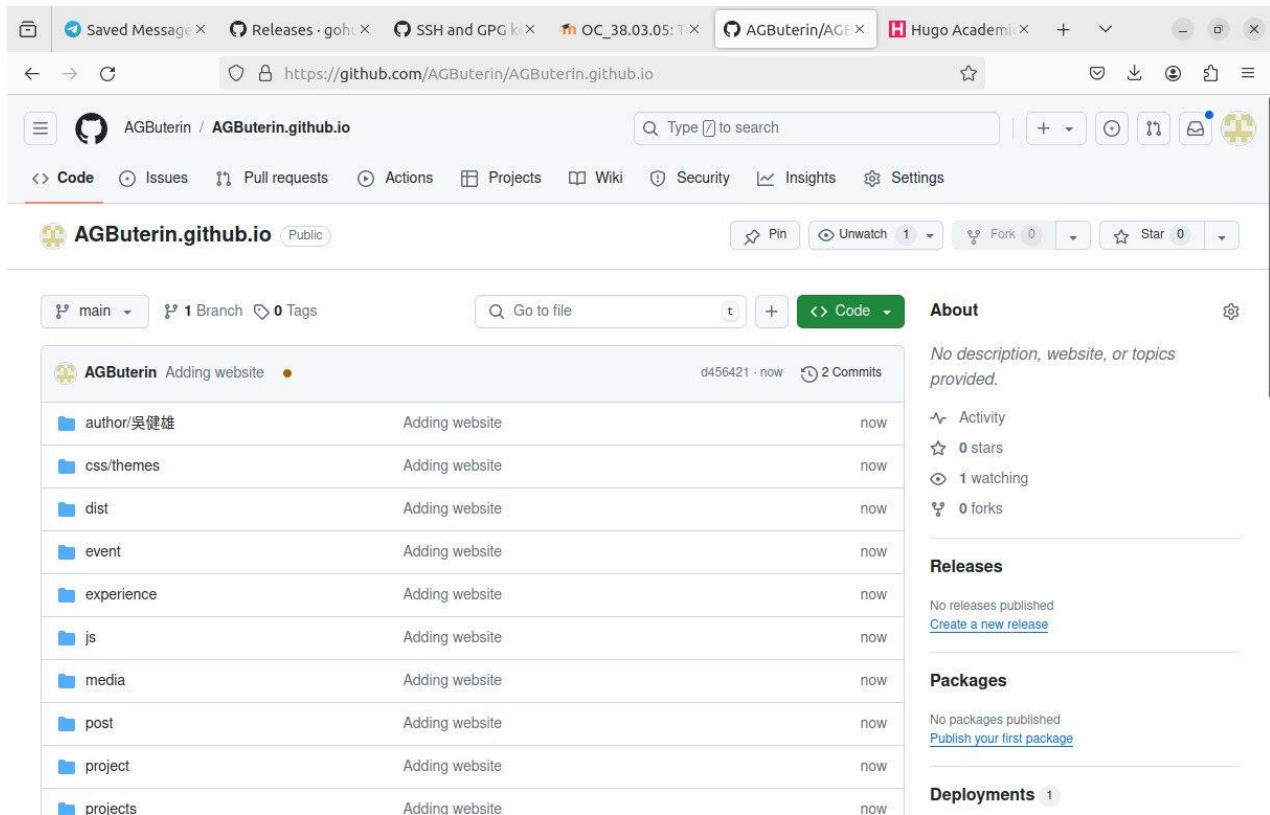 Saved Message
Releases · gohu
SSH and GPG ke
OC_38.03.05: T
AGButerin/AGB
Hugo Academic
https://github.com/AGButerin/AGButerin.github.io
AGButerin / AGButerin.github.io
Type / to search
<> Code
Issues
Pull requests
Actions
Projects
Wiki
Security
Insights
Settings
AGButerin.github.io Public
Pin
Unwatch 1
Fork 0
Star 0
main
1 Branch
0 Tags
Go to file
t
<> Code
AGButerin Adding website
d456421 · now
2 Commits
author/吳健雄 Adding website now
css/themes Adding website now
dist Adding website now
event Adding website now
experience Adding website now
js Adding website now
media Adding website now
post Adding website now
project Adding website now
projects Adding website now
About
No description, website, or topics
provided.
Activity
0 stars
1 watching
0 forks
Releases
No releases published
Create a new release
Packages
No packages published
Publish your first package
Deployments 1